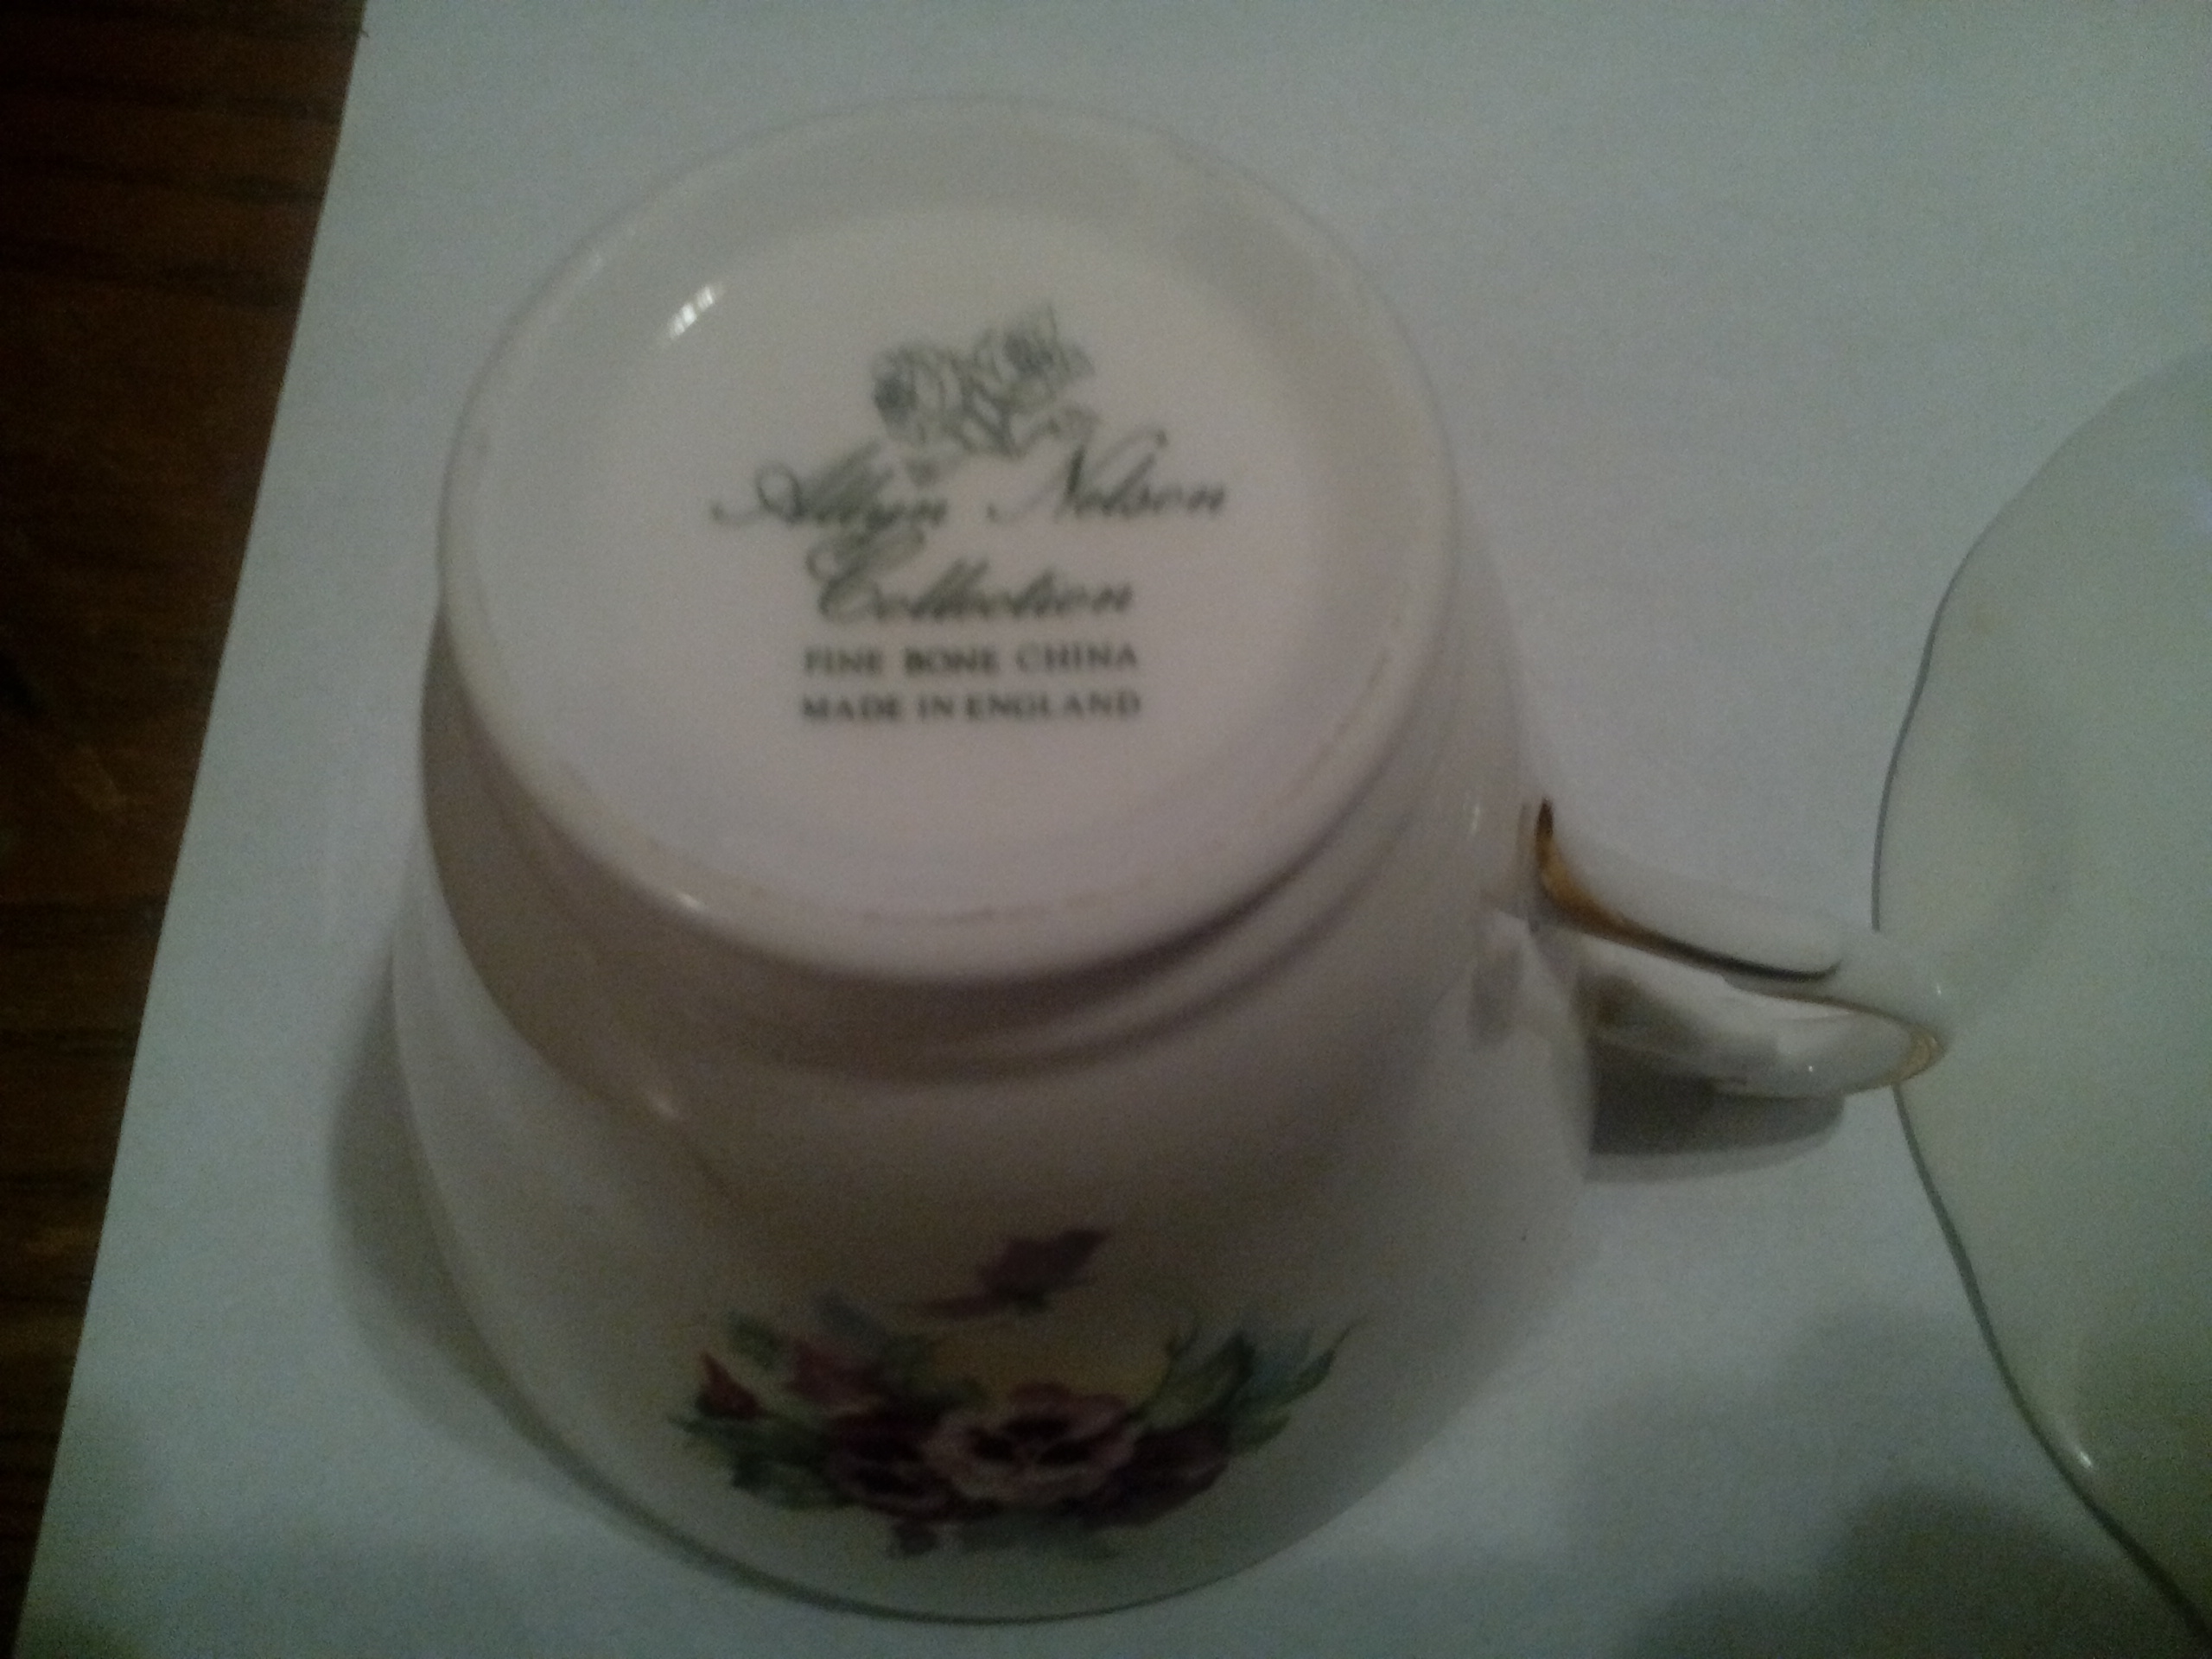 Allyn Nelson
Collection
FINE BONE CHINA
MADE IN ENGLAND